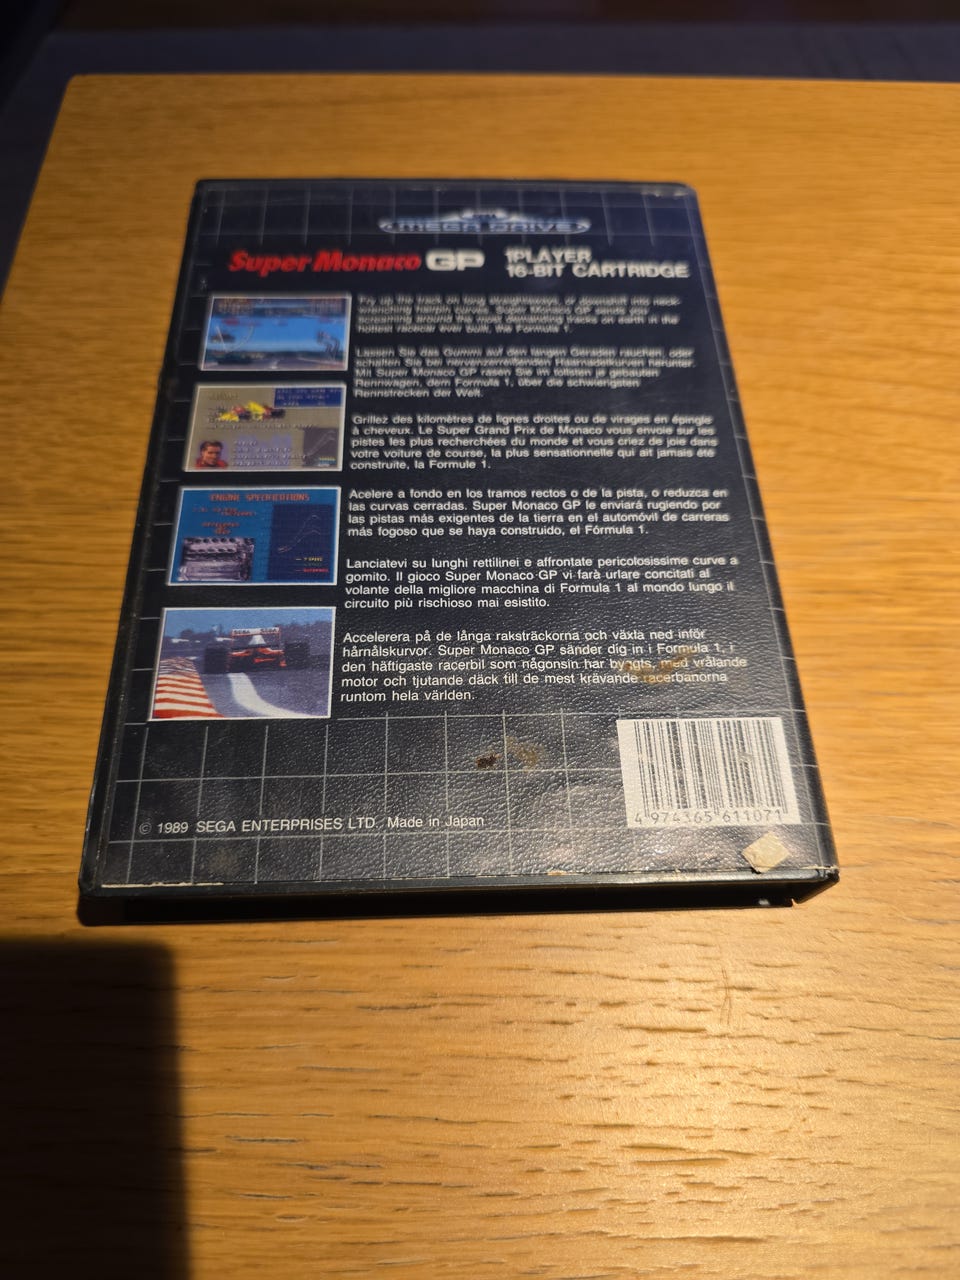 MEGA DRIVE
Super Monaco GP
1PLAYER
16-BIT CARTRIDGE
Fry up the track on long straightaways, or downshift into neck-
wrenching hairpin curves. Super Monaco GP sends you
screaming around the most demanding tracks on earth in the
hottest racecar ever built, the Formula 1.
Lassen Sie das Gummi auf den langen Geraden rauchen, oder
schalten Sie bei nervenzerreißenden Haarnadelkurven herunter.
Mit Super Monaco GP rasen Sie im tollsten je gebauten
Rennwagen, dem Formula 1, über die schwierigsten
Rennstrecken der Welt.
Grillez des kilomètres de lignes droites ou de virages en épingle
à cheveux. Le Super Grand Prix de Monaco vous envoie sur les
pistes les plus recherchées du monde et vous criez de joie dans
votre voiture de course, la plus sensationnelle qui ait jamais été
construite, la Formule 1.
ENGINE SPECIFICATIONS
Acelere a fondo en los tramos rectos o de la pista, o reduzca en
las curvas cerradas. Super Monaco GP le enviará rugiendo por
las pistas más exigentes de la tierra en el automóvil de carreras
más fogoso que se haya construido, el Fórmula 1.
Lanciatevi su lunghi rettilinei e affrontate pericolosissime curve a
gomito. Il gioco Super Monaco GP vi farà urlare concitati al
volante della migliore macchina di Formula 1 al mondo lungo il
circuito più rischioso mai esistito.
SEGA SEGA
Accelerera på de långa raksträckorna och växla ned inför
hårnålskurvor. Super Monaco GP sänder dig in i Formula 1, i
den häftigaste racerbil som någonsin har byggts, med vrålande
motor och tjutande däck till de mest krävande racerbanorna
runtom hela världen.
© 1989 SEGA ENTERPRISES LTD. Made in Japan
4 974365 611071